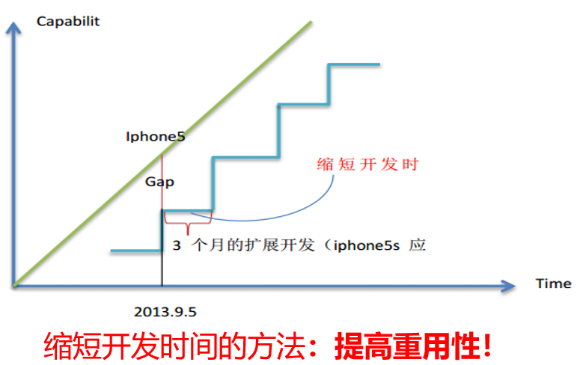 Capabilit
Iphone5
缩短开发时
Gap
3 个月的扩展开发（iphone5s 应
Time
2013.9.5
缩短开发时间的方法：提高重用性！